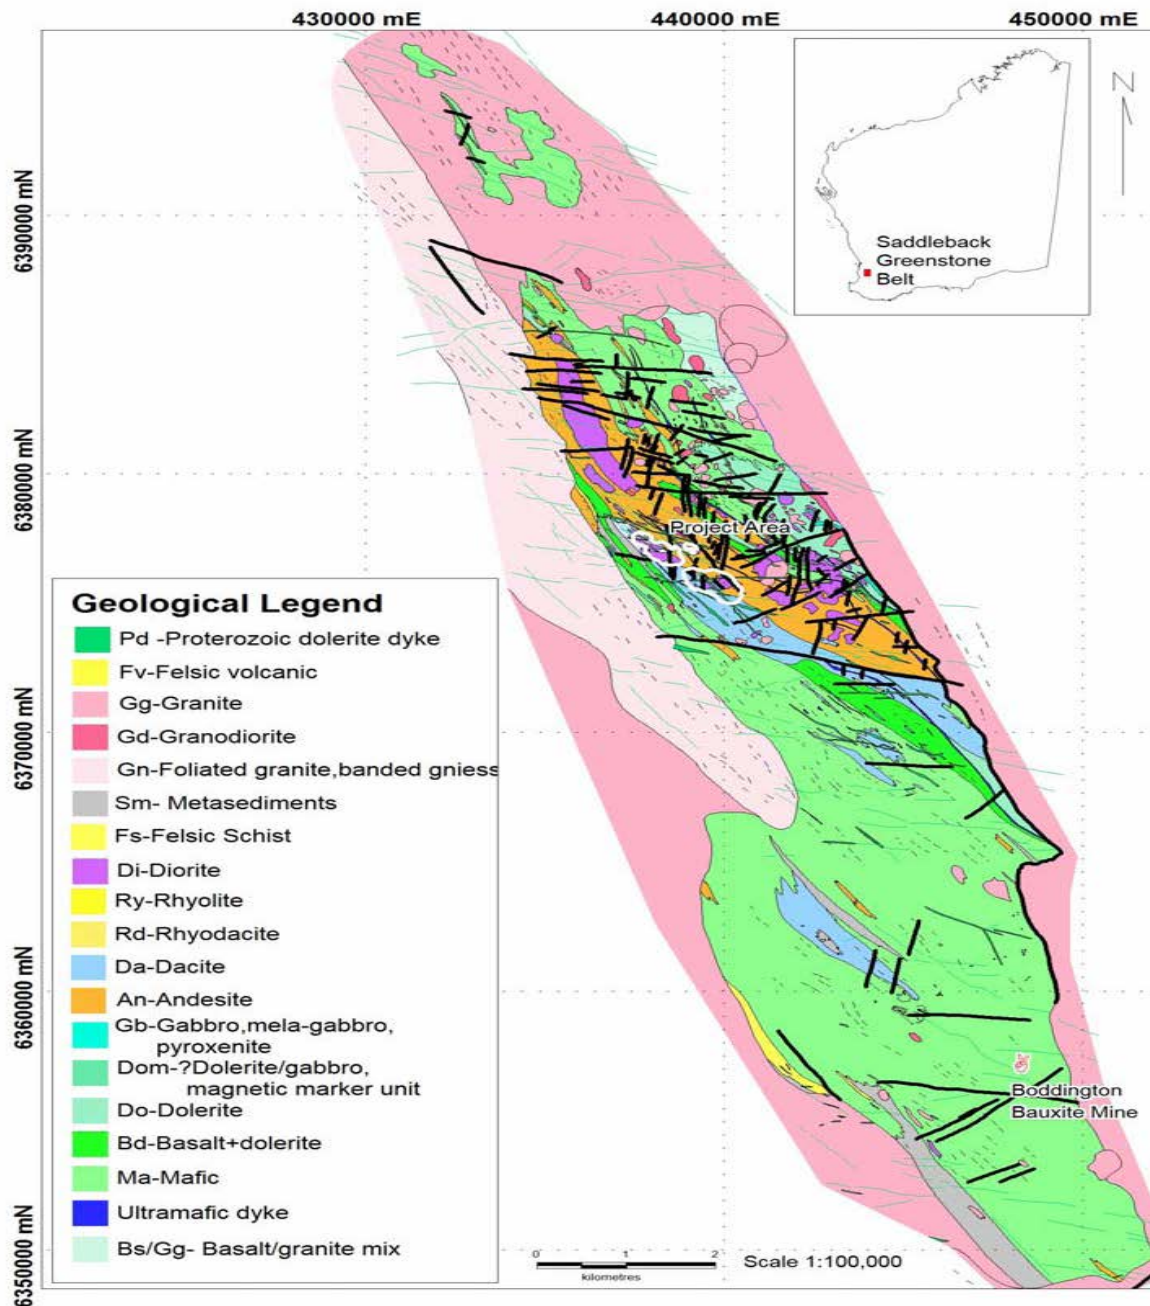 430000 mE
440000 mE
450000 mE
N
6390000 mN
6380000 mN
6370000 mN
6360000 mN
6350000 mN
Saddleback
Greenstone
Belt
Project Area
Geological Legend
Pd -Proterozoic dolerite dyke
Fv-Felsic volcanic
Gg-Granite
Gd-Granodiorite
Gn-Foliated granite,banded gniess
Sm- Metasediments
Fs-Felsic Schist
Di-Diorite
Ry-Rhyolite
Rd-Rhyodacite
Da-Dacite
An-Andesite
Gb-Gabbro,mela-gabbro,
pyroxenite
Dom-?Dolerite/gabbro,
magnetic marker unit
Do-Dolerite
Bd-Basalt+dolerite
Ma-Mafic
Ultramafic dyke
Bs/Gg- Basalt/granite mix
Boddington
Bauxite Mine
0 1 2
kilometres
Scale 1:100,000